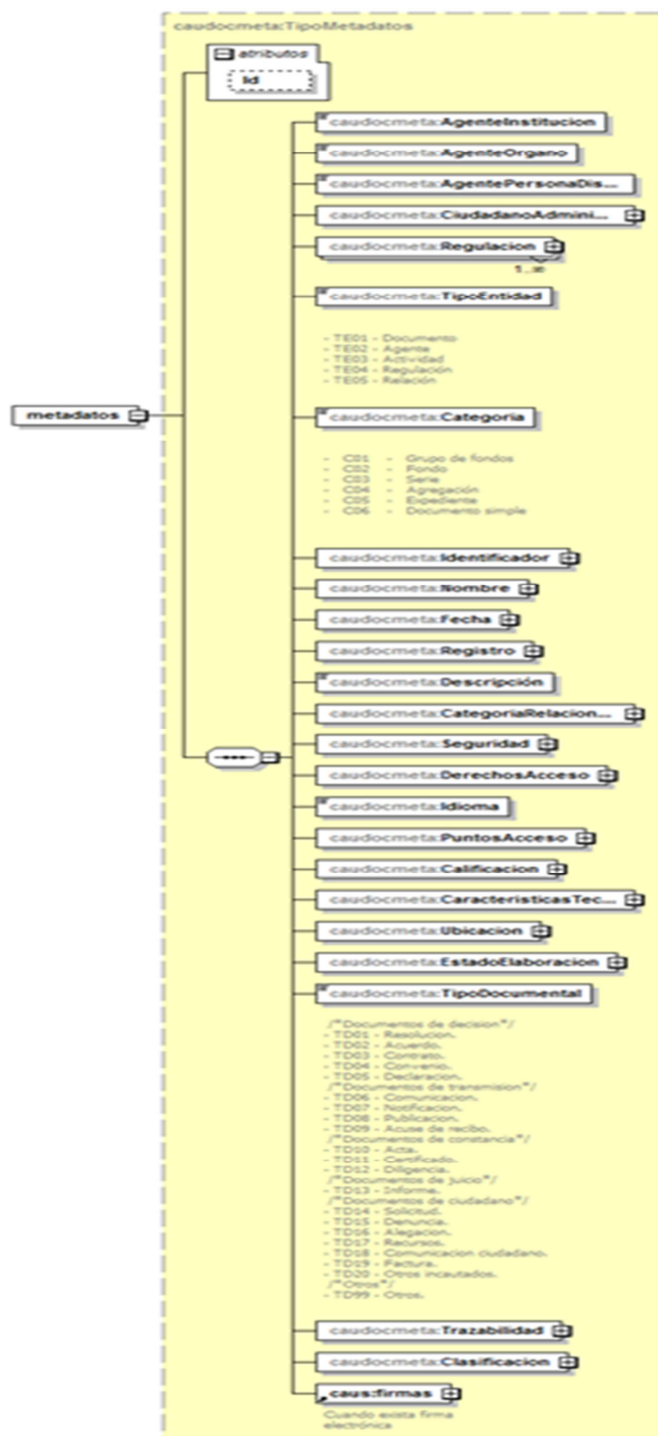 caudocmeta:TipoMetadatos
atributos
Id
caudocmeta:AgenteInstitucion
caudocmeta:AgenteOrgano
caudocmeta:AgentePersonaDis...
caudocmeta:CiudadanoAdmini...
caudocmeta:Regulacion
1..∞
caudocmeta:TipoEntidad
- TE01 - Documento
- TE02 - Agente
- TE03 - Actividad
- TE04 - Regulación
- TE05 - Relación
metadatos
caudocmeta:Categoria
- C01 - Grupo de fondos
- C02 - Fondo
- C03 - Serie
- C04 - Agregación
- C05 - Expediente
- C06 - Documento simple
caudocmeta:Identificador
caudocmeta:Nombre
caudocmeta:Fecha
caudocmeta:Registro
caudocmeta:Descripción
caudocmeta:CategoriaRelacion...
caudocmeta:Seguridad
caudocmeta:DerechosAcceso
caudocmeta:Idioma
caudocmeta:PuntosAcceso
caudocmeta:Calificacion
caudocmeta:CaracteristicasTec...
caudocmeta:Ubicacion
caudocmeta:EstadoElaboracion
caudocmeta:TipoDocumental
/*Documentos de decision*/
- TD01 - Resolucion.
- TD02 - Acuerdo.
- TD03 - Contrato.
- TD04 - Convenio.
- TD05 - Declaracion.
/*Documentos de transmision*/
- TD06 - Comunicacion.
- TD07 - Notificacion.
- TD08 - Publicacion.
- TD09 - Acuse de recibo.
/*Documentos de constancia*/
- TD10 - Acta.
- TD11 - Certificado.
- TD12 - Diligencia.
/*Documentos de juicio*/
- TD13 - Informe.
/*Documentos de ciudadano*/
- TD14 - Solicitud.
- TD15 - Denuncia.
- TD16 - Alegacion.
- TD17 - Recursos.
- TD18 - Comunicacion ciudadano.
- TD19 - Factura.
- TD20 - Otros incautados.
/*Otros*/
- TD99 - Otros.
caudocmeta:Trazabilidad
caudocmeta:Clasificacion
caus:firmas
Cuando exista firma
electrónica